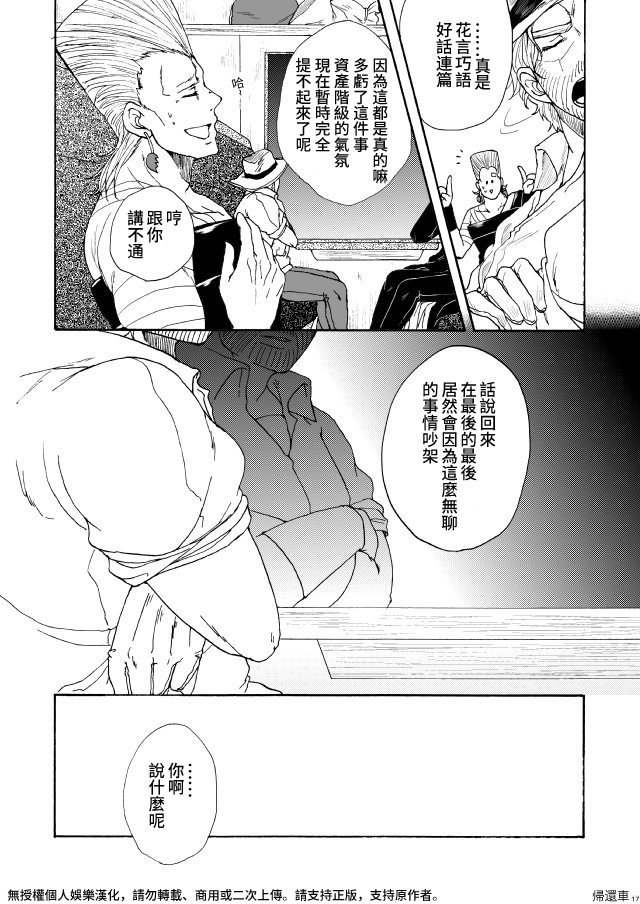 ……真是
花言巧語
好話連篇
因為這都是真的嘛
多虧了這件事
資產階級的氣氛
現在暫時完全
提不起來了呢
哈
哼
跟你
講不通
話說回來
在最後的最後
居然會因為這麼無聊
的事情吵架
……
你啊
說什麼呢
無授權個人娛樂漢化，請勿轉載、商用或二次上傳。請支持正版，支持原作者。
帰還車 17